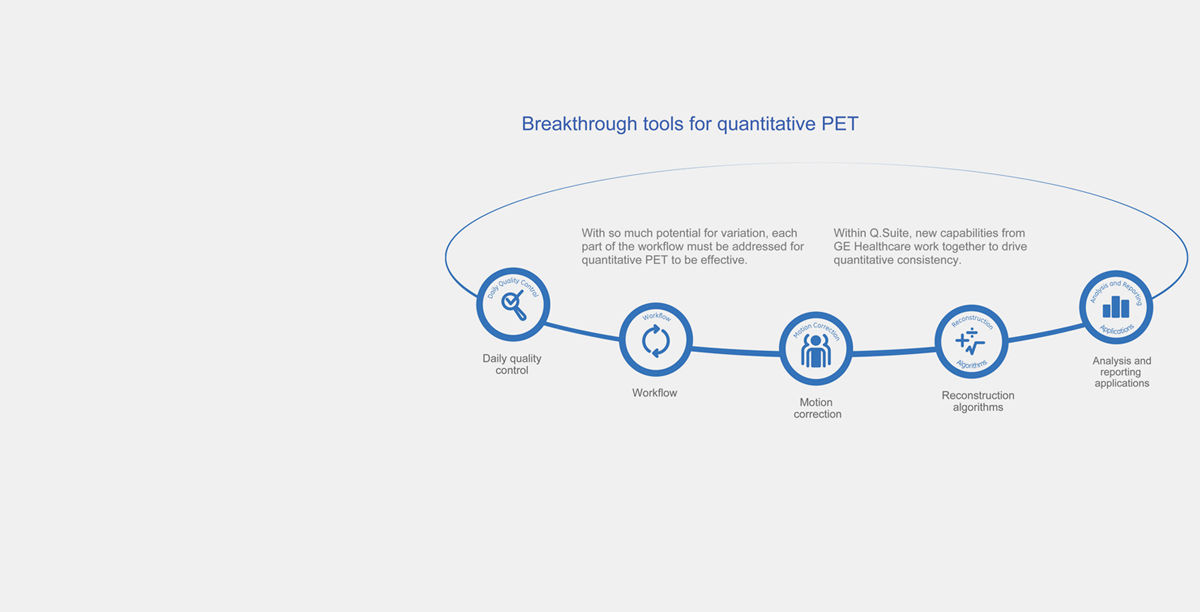 Breakthrough tools for quantitative PET
With so much potential for variation, each
part of the workflow must be addressed for
quantitative PET to be effective.
Within Q.Suite, new capabilities from
GE Healthcare work together to drive
quantitative consistency.
Daily Quality Control
Daily quality
control
Workflow
Workflow
Motion Correction
Motion
correction
Reconstruction
Algorithms
Reconstruction
algorithms
Analysis and Reporting
Applications
Analysis and
reporting
applications